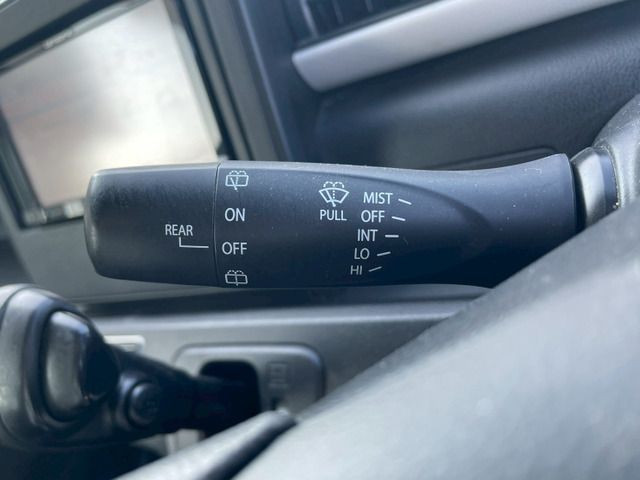 REAR
ON
OFF
PULL
MIST
OFF
INT
LO
HI